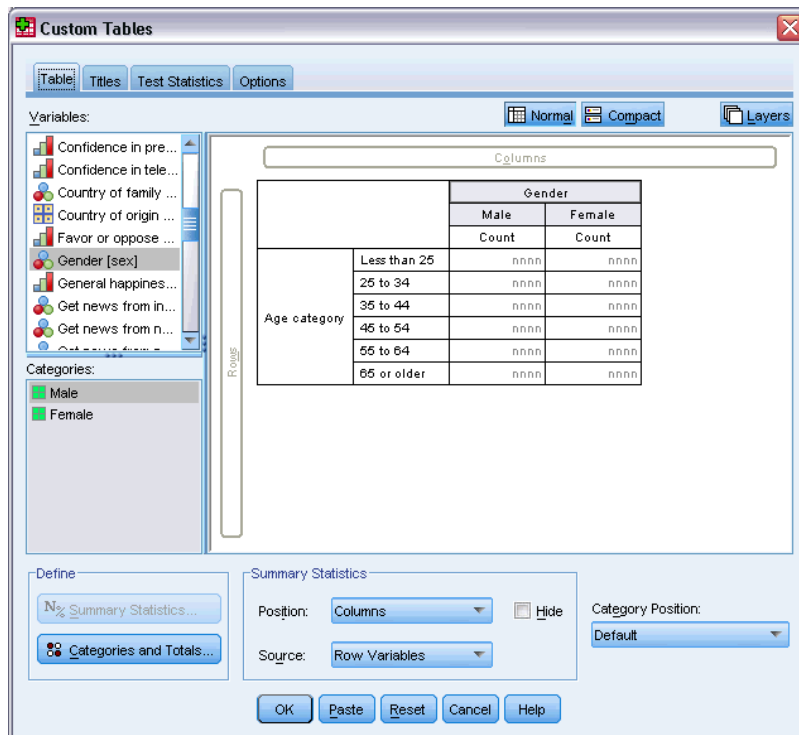 Custom Tables
Table Titles Test Statistics Options
Variables:
Normal Compact Layers
Confidence in pre...
Confidence in tele...
Country of family ...
Country of origin ...
Favor or oppose ...
Gender [sex]
General happines...
Get news from in...
Get news from n...
Categories:
Male
Female
Columns
Rows
Gender
Male Female
Count Count
Age category
Less than 25 nnnn nnnn
25 to 34 nnnn nnnn
35 to 44 nnnn nnnn
45 to 54 nnnn nnnn
55 to 64 nnnn nnnn
65 or older nnnn nnnn
Define
N% Summary Statistics...
Categories and Totals...
Summary Statistics
Position: Columns Hide
Source: Row Variables
Category Position:
Default
OK Paste Reset Cancel Help